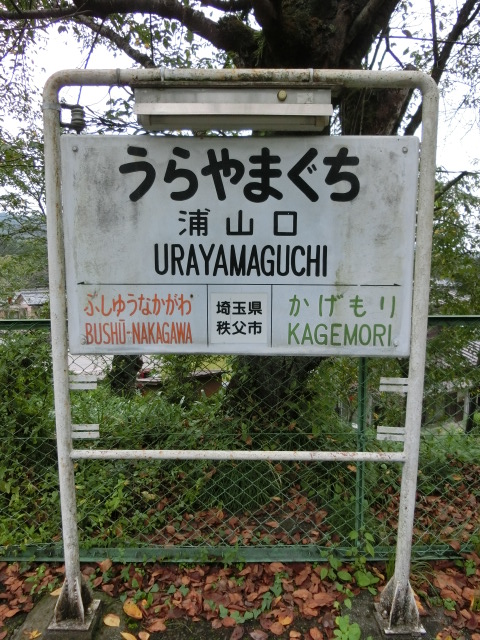 うらやまぐち
浦山口
URAYAMAGUCHI
ぶしゅうなかがわ
BUSHŪ-NAKAGAWA
埼玉県
秩父市
かげもり
KAGEMORI